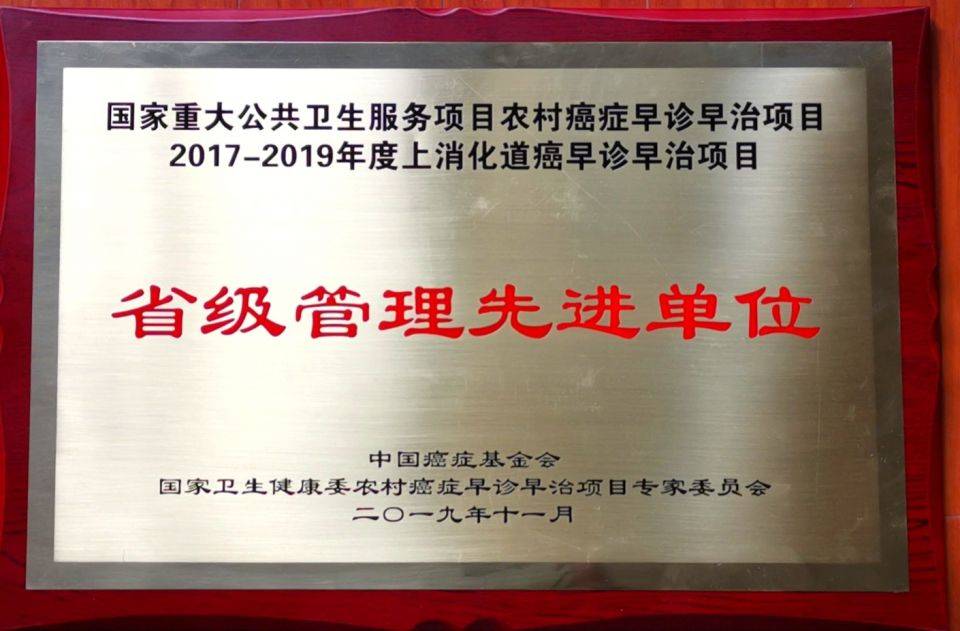 国家重大公共卫生服务项目农村癌症早诊早治项目
2017-2019年度上消化道癌早诊早治项目
省级管理先进单位
中国癌症基金会
国家卫生健康委农村癌症早诊早治项目专家委员会
二〇一九年十一月